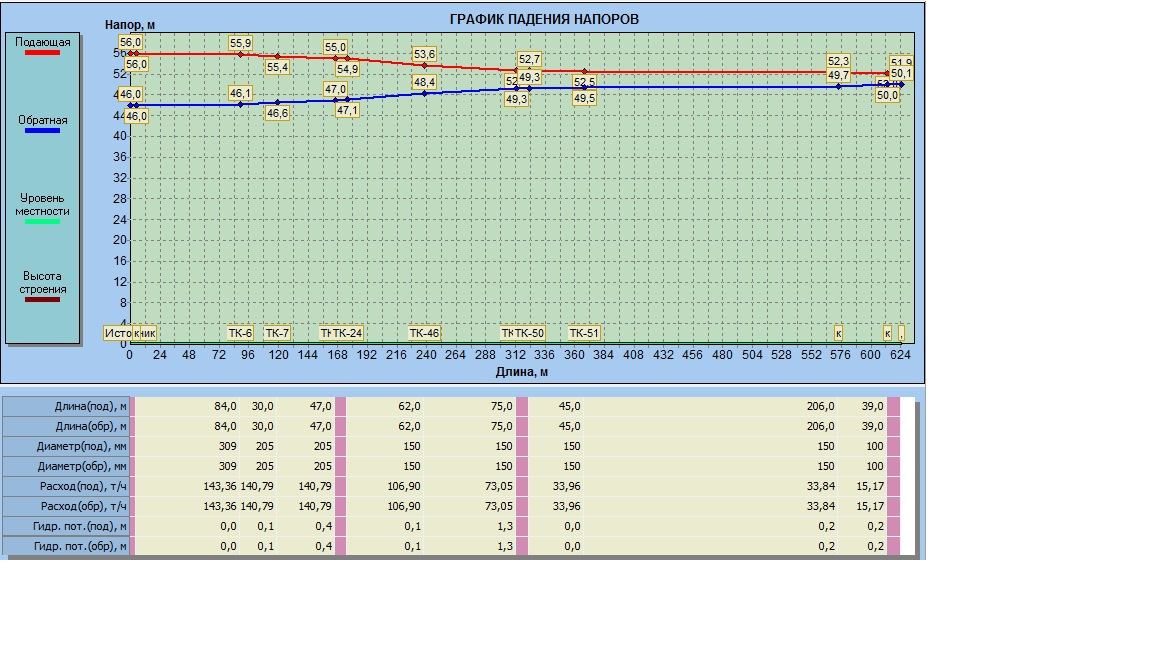 ГРАФИК ПАДЕНИЯ НАПОРОВ
Напор, м
Подающая
Обратная
Уровень
местности
Высота
строения
56,0 55,9 55,0 53,6 52,7 52,3 51,9
56,0 55,4 54,9 49,3 52,5 49,7 50,1
46,0 46,1 47,0 48,4
46,0 46,6 47,1 49,3 49,5 50,0
56
52
48
44
40
36
32
28
24
20
16
12
8
4
0
ТК-6 ТК-7 ТК-24 ТК-46 ТК-50 ТК-51 к к
0 24 48 72 96 120 144 168 192 216 240 264 288 312 336 360 384 408 432 456 480 504 528 552 576 600 624
Длина, м
Длина(под), м 84,0 30,0 47,0 62,0 75,0 45,0 206,0 39,0
Длина(обр), м 84,0 30,0 47,0 62,0 75,0 45,0 206,0 39,0
Диаметр(под), мм 309 205 205 150 150 150 150 100
Диаметр(обр), мм 309 205 205 150 150 150 150 100
Расход(под), т/ч 143,36 140,79 140,79 106,90 73,05 33,96 33,84 15,17
Расход(обр), т/ч 143,36 140,79 140,79 106,90 73,05 33,96 33,84 15,17
Гидр. пот.(под), м 0,0 0,1 0,4 0,1 1,3 0,0 0,2 0,2
Гидр. пот.(обр), м 0,0 0,1 0,4 0,1 1,3 0,0 0,2 0,2